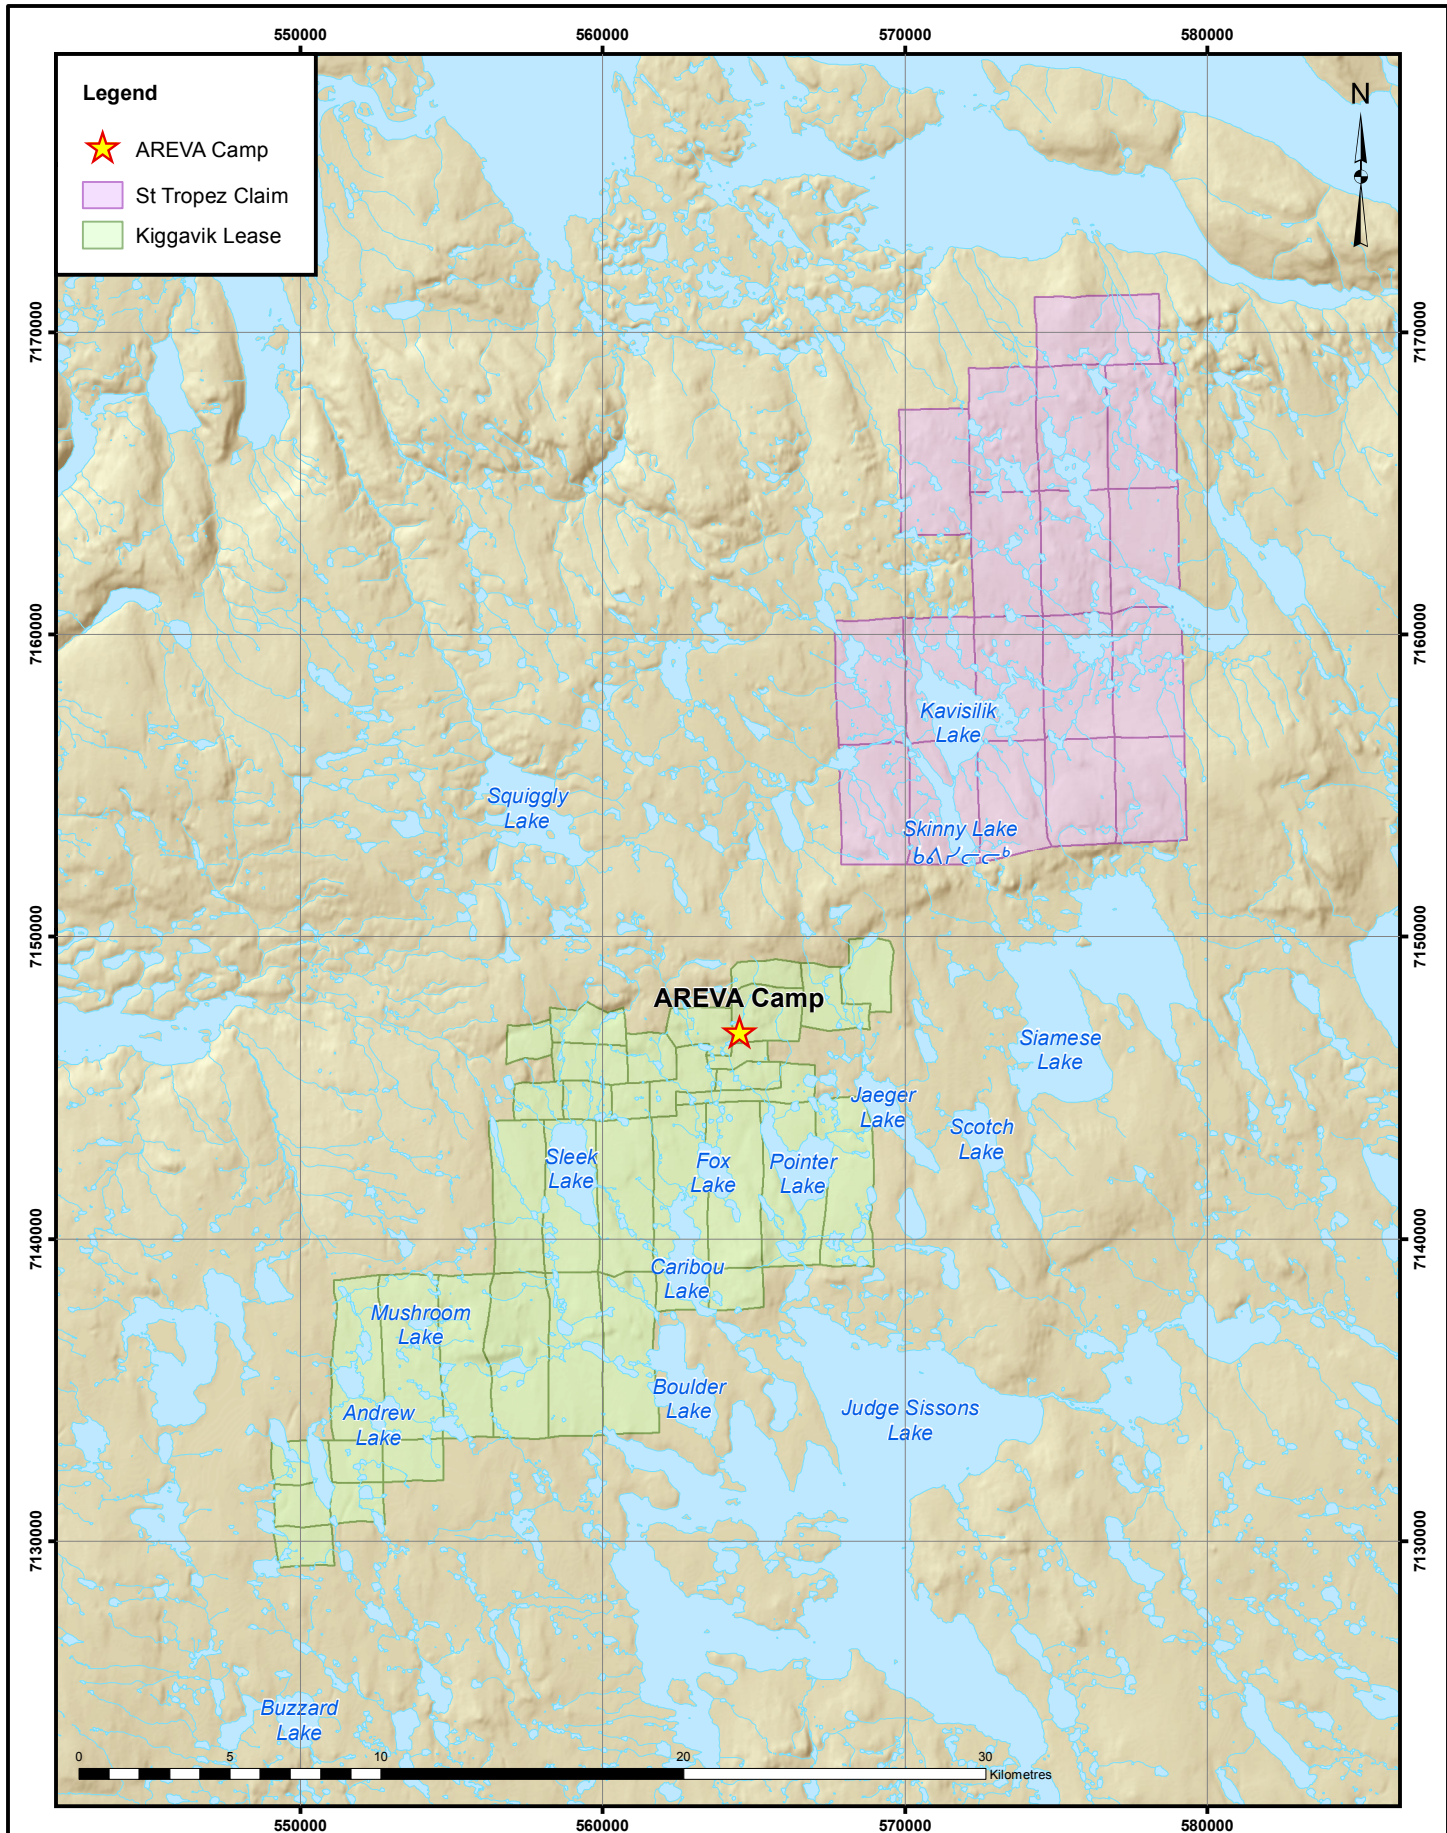 550000
560000
570000
580000
Legend
AREVA Camp
St Tropez Claim
Kiggavik Lease
N
7170000
7170000
7160000
7160000
Kavisilik
Lake
Squiggly
Lake
Skinny Lake
ᑲᐱᓯᓕᓕᒃ
7150000
7150000
AREVA Camp
Siamese
Lake
Jaeger
Lake
Scotch
Lake
Sleek
Lake
Fox
Lake
Pointer
Lake
7140000
7140000
Caribou
Lake
Mushroom
Lake
Boulder
Lake
Andrew
Lake
Judge Sissons
Lake
7130000
7130000
Buzzard
Lake
0
5
10
20
30
Kilometres
550000
560000
570000
580000